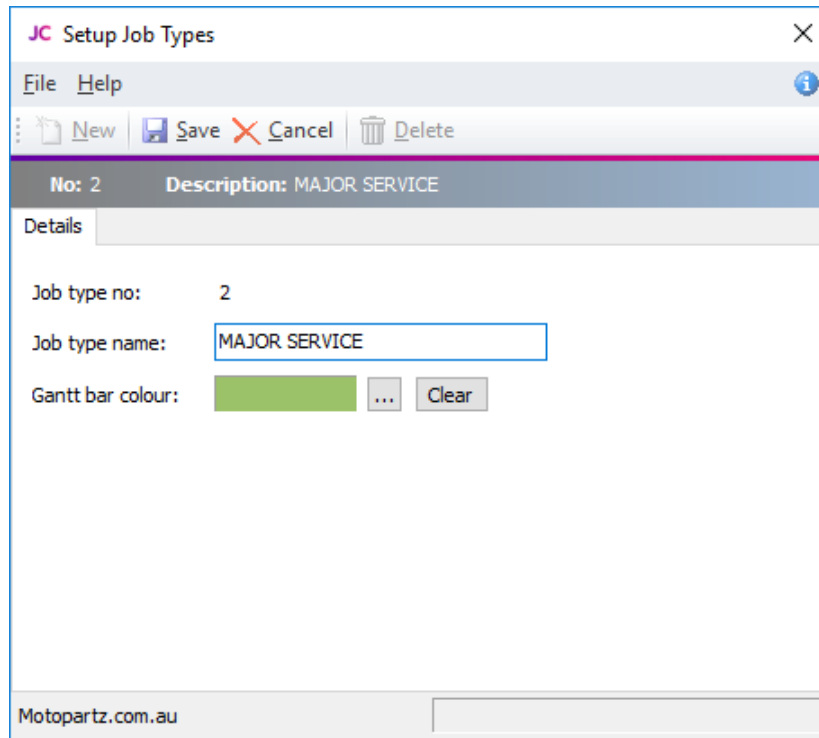 JC Setup Job Types
File Help
New Save Cancel Delete
No: 2 Description: MAJOR SERVICE
Details
Job type no: 2
Job type name: MAJOR SERVICE
Gantt bar colour: ... Clear
Motopartz.com.au